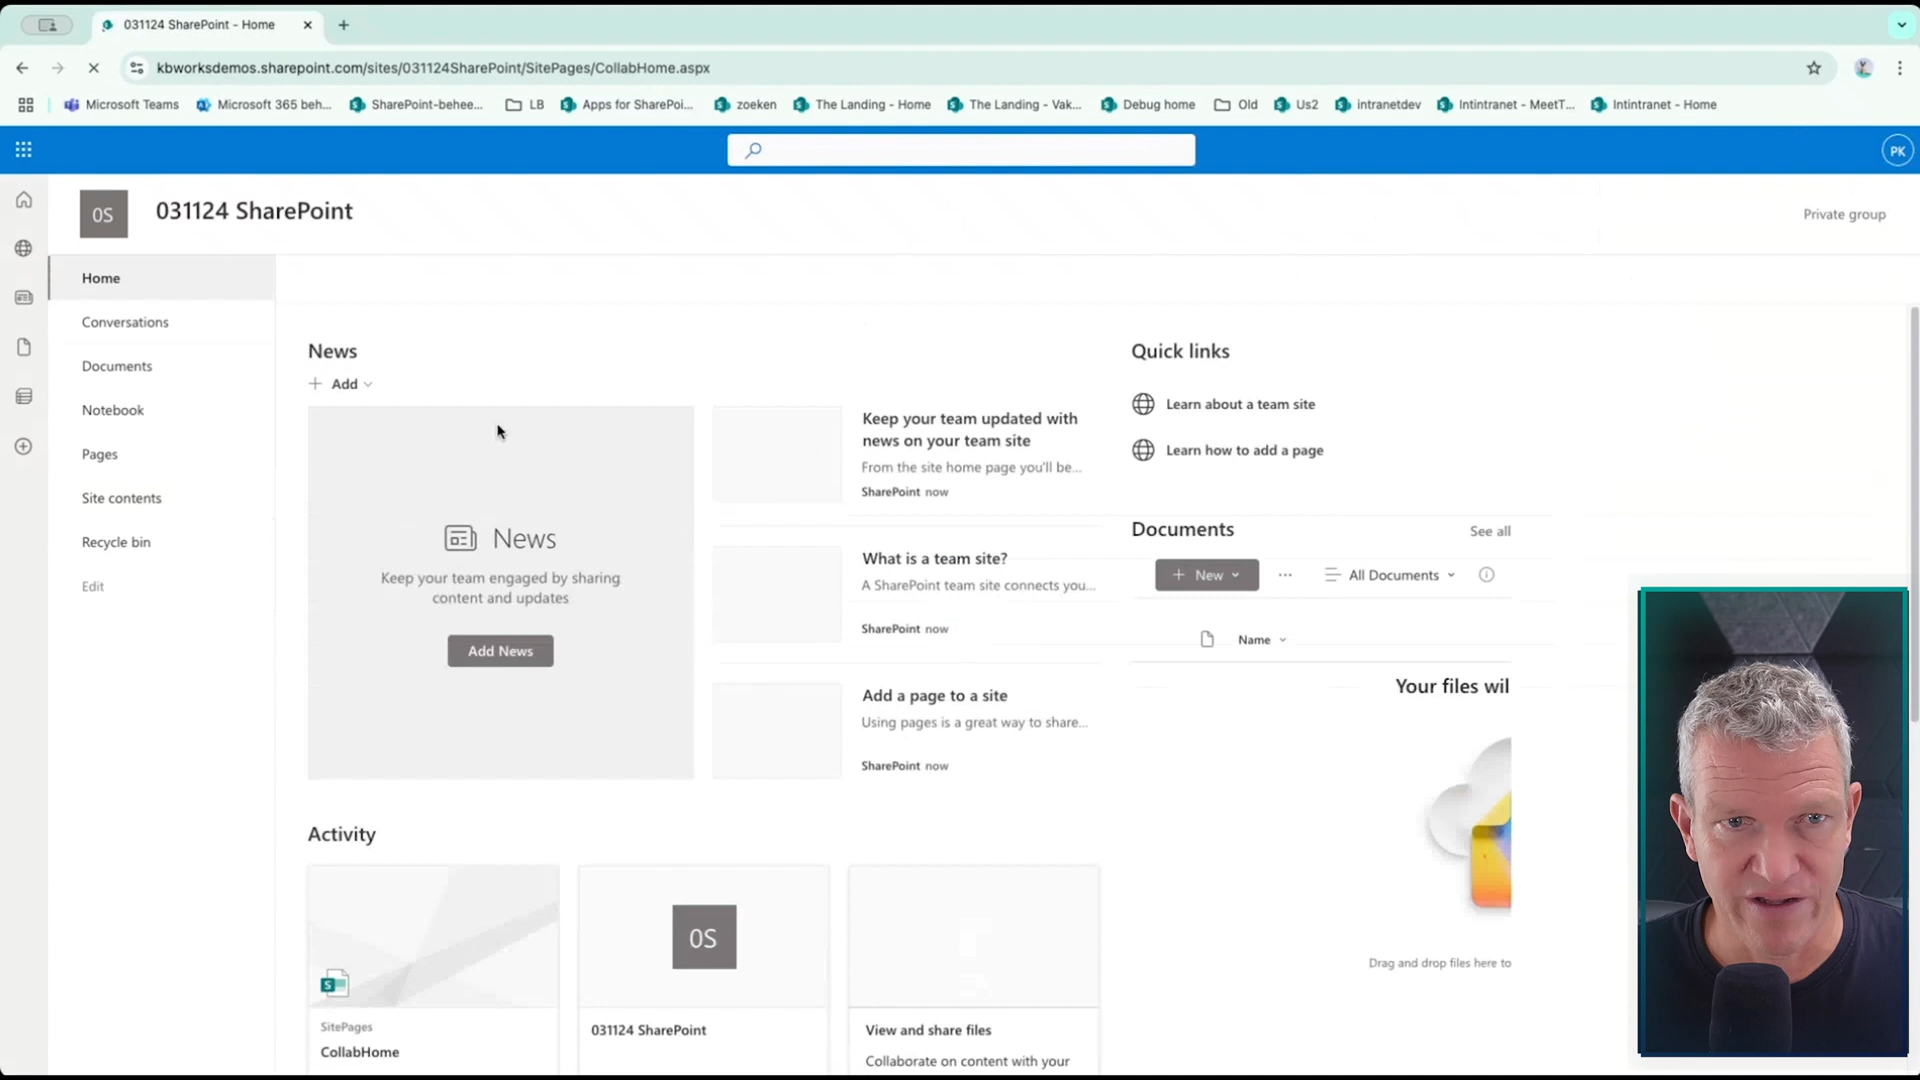 031124 SharePoint - Home
kbworksdemos.sharepoint.com/sites/031124SharePoint/SitePages/CollabHome.aspx
Microsoft Teams
Microsoft 365 beh...
SharePoint-behee...
LB
Apps for SharePoi...
zoeken
The Landing - Home
The Landing - Vak...
Debug home
Old
Us2
intranetdev
Intintranet - MeetT...
Intintranet - Home
PK
0S
031124 SharePoint
Private group
Home
Conversations
Documents
Notebook
Pages
Site contents
Recycle bin
Edit
News
Add
News
Keep your team engaged by sharing
content and updates
Add News
Keep your team updated with
news on your team site
From the site home page you'll be...
SharePoint now
What is a team site?
A SharePoint team site connects you...
SharePoint now
Add a page to a site
Using pages is a great way to share...
SharePoint now
Quick links
Learn about a team site
Learn how to add a page
Documents
See all
New
All Documents
Name
Your files wil
Drag and drop files here to
Activity
S
SitePages
CollabHome
0S
031124 SharePoint
View and share files
Collaborate on content with your